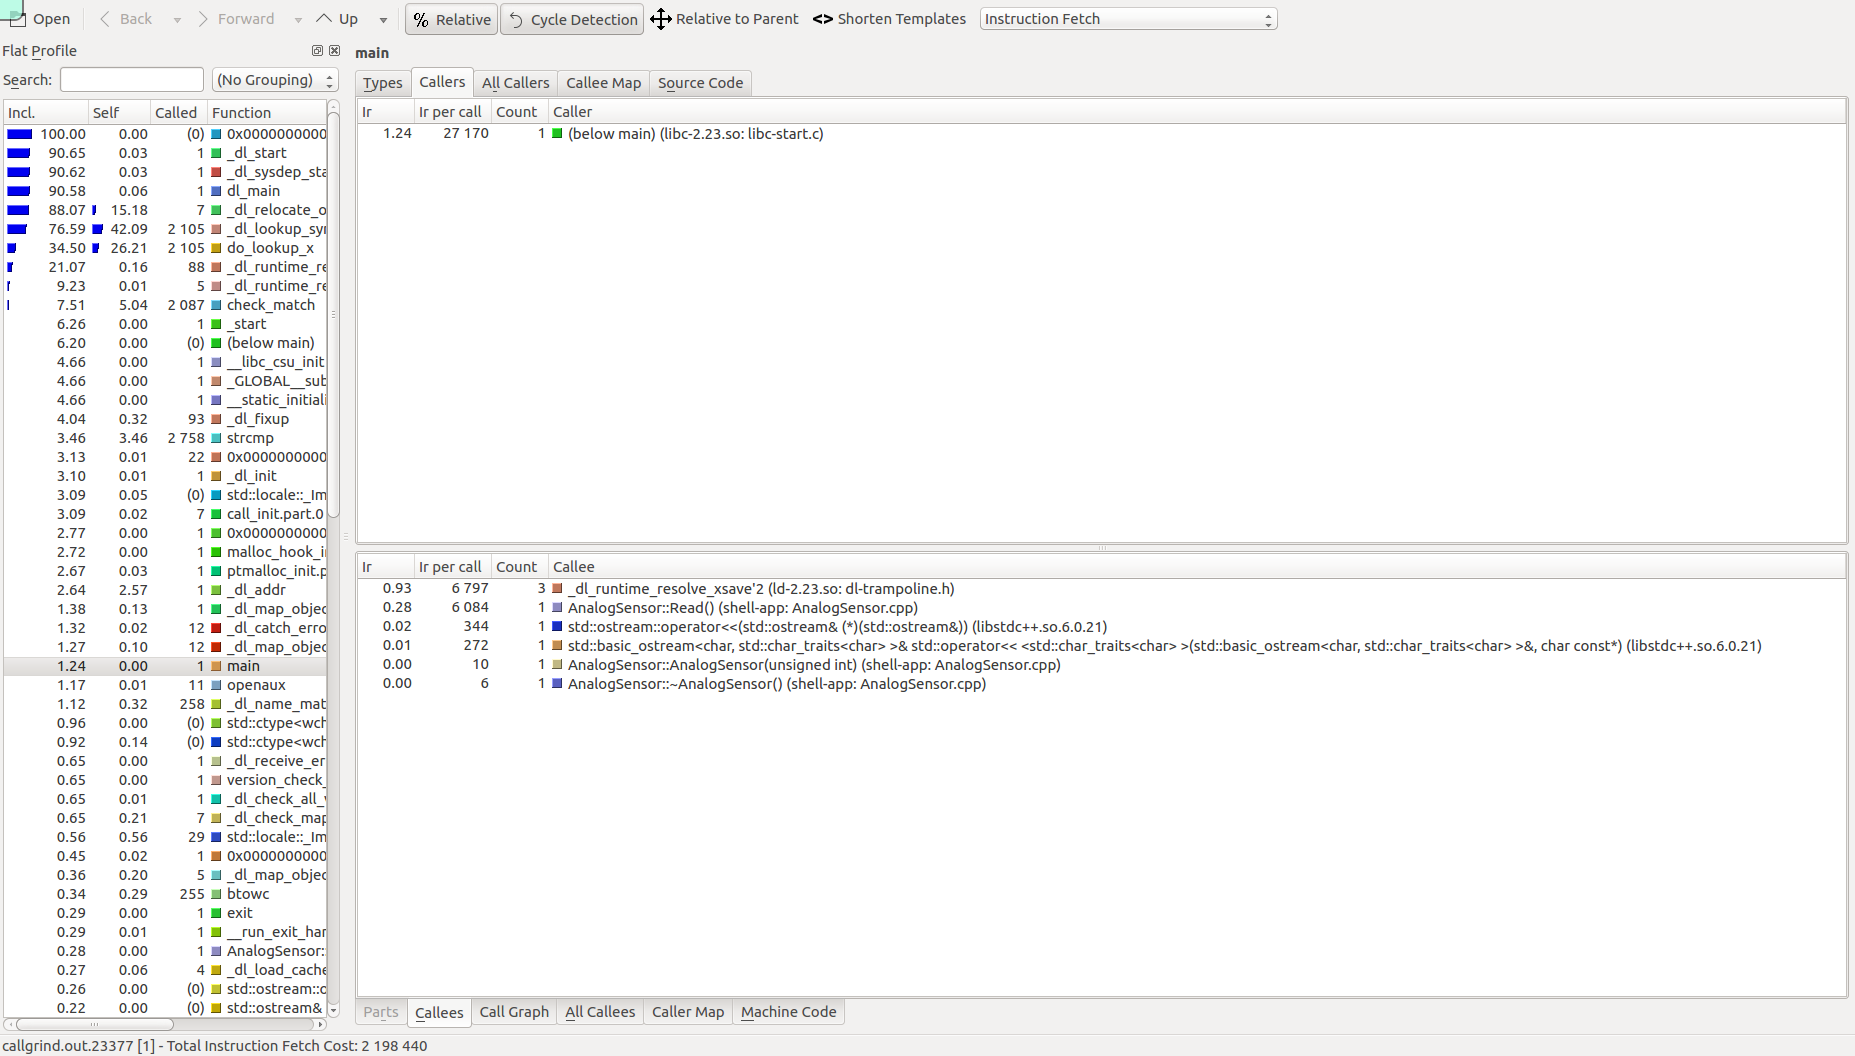 Open Back Forward Up % Relative Cycle Detection Relative to Parent <> Shorten Templates Instruction Fetch
Flat Profile
Search: (No Grouping)
Incl. Self Called Function
100.00 0.00 (0) 0x0000000000
90.65 0.03 1 _dl_start
90.62 0.03 1 _dl_sysdep_sta
90.58 0.06 1 dl_main
88.07 15.18 7 _dl_relocate_o
76.59 42.09 2 105 _dl_lookup_syr
34.50 26.21 2 105 do_lookup_x
21.07 0.16 88 _dl_runtime_re
9.23 0.01 5 _dl_runtime_re
7.51 5.04 2 087 check_match
6.26 0.00 1 _start
6.20 0.00 (0) (below main)
4.66 0.00 1 __libc_csu_init
4.66 0.00 1 _GLOBAL__sub
4.66 0.00 1 __static_initiali
4.04 0.32 93 _dl_fixup
3.46 3.46 2 758 strcmp
3.13 0.01 22 0x0000000000
3.10 0.01 1 _dl_init
3.09 0.05 (0) std::locale::_Im
3.09 0.02 7 call_init.part.0
2.77 0.00 1 0x0000000000
2.72 0.00 1 malloc_hook_i
2.67 0.03 1 ptmalloc_init.p
2.64 2.57 1 _dl_addr
1.38 0.13 1 _dl_map_objec
1.32 0.02 12 _dl_catch_erro
1.27 0.10 12 _dl_map_objec
1.24 0.00 1 main
1.17 0.01 11 openaux
1.12 0.32 258 _dl_name_mat
0.96 0.00 (0) std::ctype<wch
0.92 0.14 (0) std::ctype<wch
0.65 0.00 1 _dl_receive_er
0.65 0.00 1 version_check_
0.65 0.01 1 _dl_check_all_v
0.65 0.21 7 _dl_check_map
0.56 0.56 29 std::locale::_Im
0.45 0.02 1 0x0000000000
0.36 0.20 5 _dl_map_objec
0.34 0.29 255 btowc
0.29 0.00 1 exit
0.29 0.01 1 __run_exit_har
0.28 0.00 1 AnalogSensor::
0.27 0.06 4 _dl_load_cache
0.26 0.00 (0) std::ostream::o
0.22 0.00 (0) std::ostream&
main
Types Callers All Callers Callee Map Source Code
Ir Ir per call Count Caller
1.24 27 170 1 (below main) (libc-2.23.so: libc-start.c)
Ir Ir per call Count Callee
0.93 6 797 3 _dl_runtime_resolve_xsave'2 (ld-2.23.so: dl-trampoline.h)
0.28 6 084 1 AnalogSensor::Read() (shell-app: AnalogSensor.cpp)
0.02 344 1 std::ostream::operator<<(std::ostream& (*)(std::ostream&)) (libstdc++.so.6.0.21)
0.01 272 1 std::basic_ostream<char, std::char_traits<char> >& std::operator<< <std::char_traits<char> >(std::basic_ostream<char, std::char_traits<char> >&, char const*) (libstdc++.so.6.0.21)
0.00 10 1 AnalogSensor::AnalogSensor(unsigned int) (shell-app: AnalogSensor.cpp)
0.00 6 1 AnalogSensor::~AnalogSensor() (shell-app: AnalogSensor.cpp)
Parts Callees Call Graph All Callees Caller Map Machine Code
callgrind.out.23377 [1] - Total Instruction Fetch Cost: 2 198 440